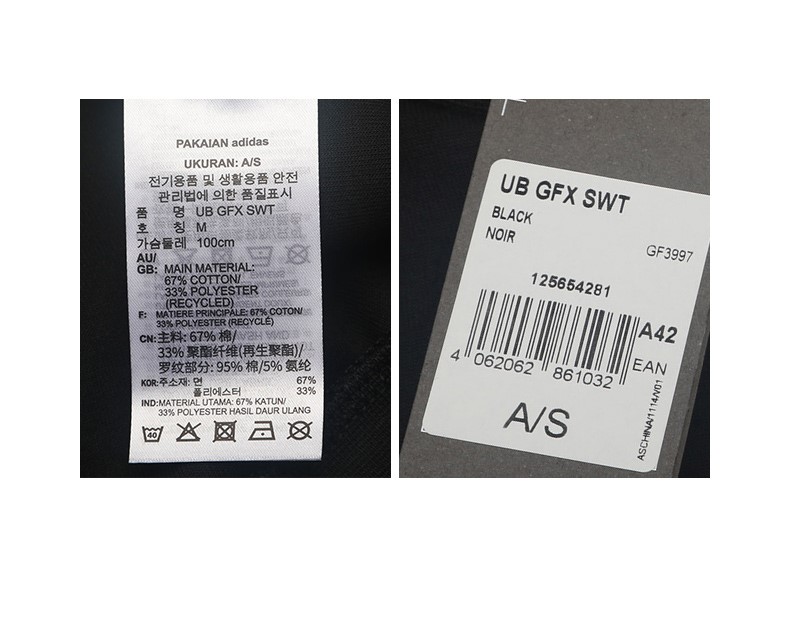 PAKAIAN adidas
UKURAN: A/S
전기용품 및 생활용품 안전
관리법에 의한 품질표시
품 명 UB GFX SWT
호 칭 M
가슴둘레 100cm
AU/
GB: MAIN MATERIAL:
67% COTTON/
33% POLYESTER
(RECYCLED)
F: MATIERE PRINCIPALE: 67% COTON/
33% POLYESTER (RECYCLÉ)
CN: 主料: 67% 棉/
33% 聚酯纤维(再生聚酯)/
罗纹部分: 95% 棉/5% 氨纶
KOR: 주소재: 면 67%
폴리에스터 33%
IND: MATERIAL UTAMA: 67% KATUN/
33% POLYESTER HASIL DAUR ULANG
40
UB GFX SWT
BLACK
NOIR
GF3997
125654281
A42
EAN
4 062062 861032
A/S
ASCHINA/1114/V01